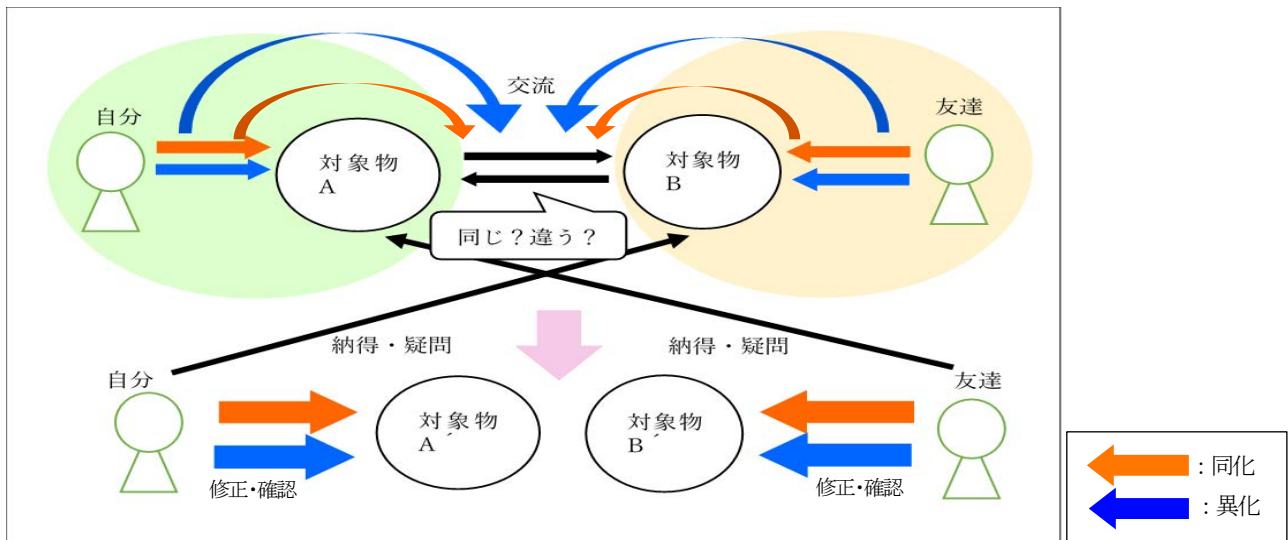 交流
自分
友達
対象物
A
対象物
B
同じ？違う？
納得・疑問
納得・疑問
自分
友達
対象物
A´
対象物
B´
修正・確認
修正・確認
：同化
：異化